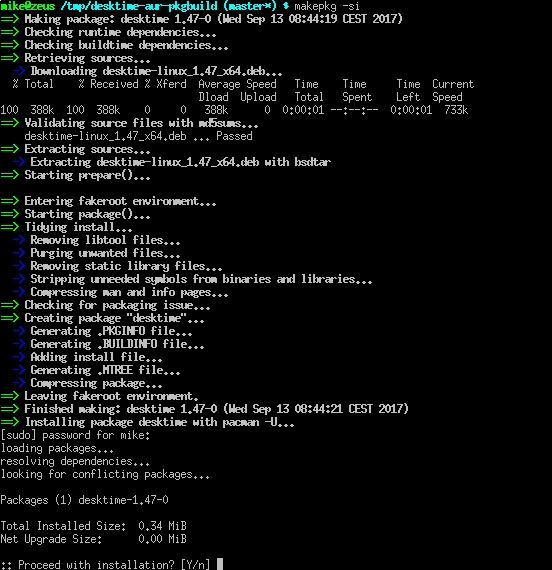 mike@zeus /tmp/desktime-aur-pkgbuild (master*) $ makepkg -si
==> Making package: desktime 1.47-0 (Wed Sep 13 08:44:19 CEST 2017)
==> Checking runtime dependencies...
==> Checking buildtime dependencies...
==> Retrieving sources...
  -> Downloading desktime-linux_1.47_x64.deb...
  % Total    % Received % Xferd  Average Speed   Time    Time     Time  Current
                                 Dload  Upload   Total   Spent    Left  Speed
100  388k  100  388k    0     0   388k      0  0:00:01 --:--:--  0:00:01  733k
==> Validating source files with md5sums...
    desktime-linux_1.47_x64.deb ... Passed
==> Extracting sources...
  -> Extracting desktime-linux_1.47_x64.deb with bsdtar
==> Starting prepare()...
==> Entering fakeroot environment...
==> Starting package()...
==> Tidying install...
  -> Removing libtool files...
  -> Purging unwanted files...
  -> Removing static library files...
  -> Stripping unneeded symbols from binaries and libraries...
  -> Compressing man and info pages...
==> Checking for packaging issue...
==> Creating package "desktime"...
  -> Generating .PKGINFO file...
  -> Generating .BUILDINFO file...
  -> Adding install file...
  -> Generating .MTREE file...
  -> Compressing package...
==> Leaving fakeroot environment.
==> Finished making: desktime 1.47-0 (Wed Sep 13 08:44:21 CEST 2017)
==> Installing package desktime with pacman -U...
[sudo] password for mike:
loading packages...
resolving dependencies...
looking for conflicting packages...
Packages (1) desktime-1.47-0
Total Installed Size:  0.34 MiB
Net Upgrade Size:      0.00 MiB
:: Proceed with installation? [Y/n]